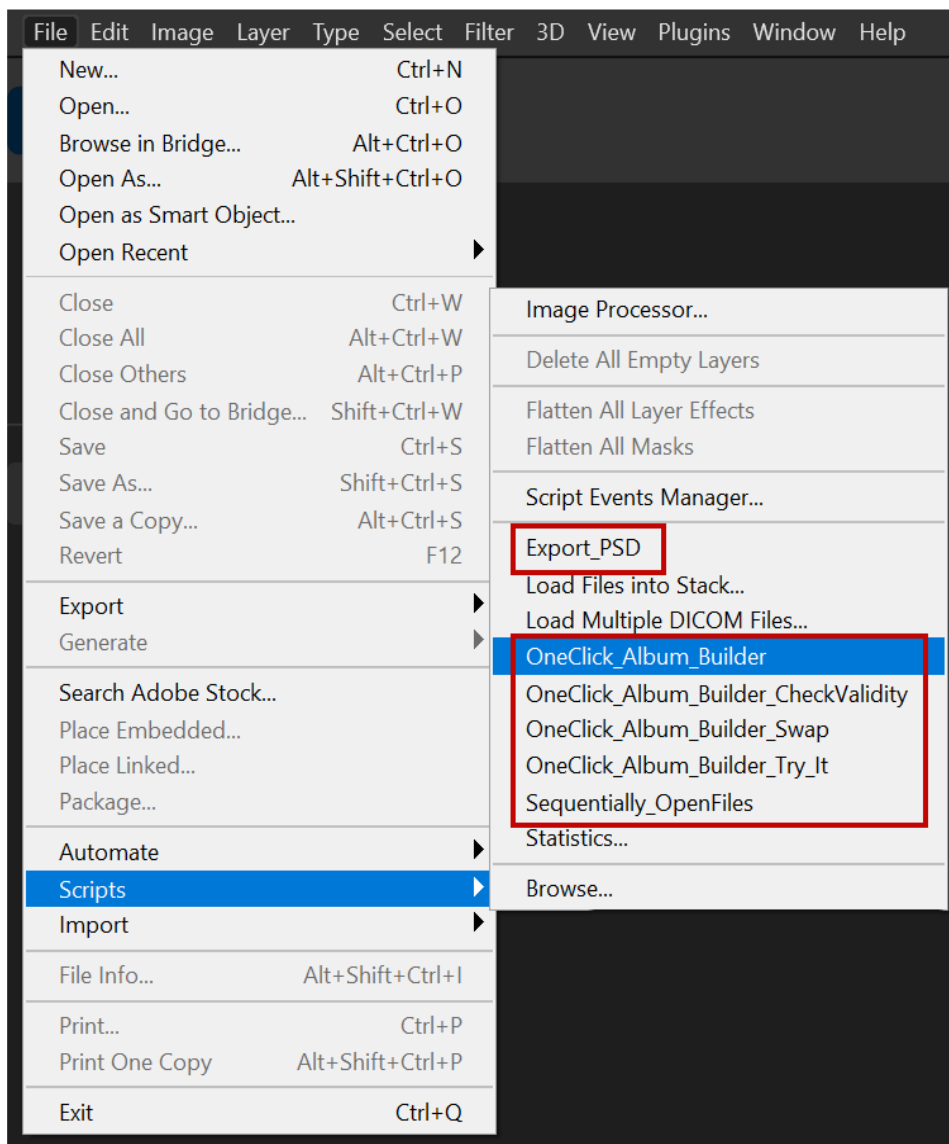 File Edit Image Layer Type Select Filter 3D View Plugins Window Help
New... Ctrl+N
Open... Ctrl+O
Browse in Bridge... Alt+Ctrl+O
Open As... Alt+Shift+Ctrl+O
Open as Smart Object...
Open Recent
Close Ctrl+W
Close All Alt+Ctrl+W
Close Others Alt+Ctrl+P
Close and Go to Bridge... Shift+Ctrl+W
Save Ctrl+S
Save As... Shift+Ctrl+S
Save a Copy... Alt+Ctrl+S
Revert F12
Export
Generate
Search Adobe Stock...
Place Embedded...
Place Linked...
Package...
Automate
Scripts
Import
File Info... Alt+Shift+Ctrl+I
Print... Ctrl+P
Print One Copy Alt+Shift+Ctrl+P
Exit Ctrl+Q
Image Processor...
Delete All Empty Layers
Flatten All Layer Effects
Flatten All Masks
Script Events Manager...
Export_PSD
Load Files into Stack...
Load Multiple DICOM Files...
OneClick_Album_Builder
OneClick_Album_Builder_CheckValidity
OneClick_Album_Builder_Swap
OneClick_Album_Builder_Try_It
Sequentially_OpenFiles
Statistics...
Browse...